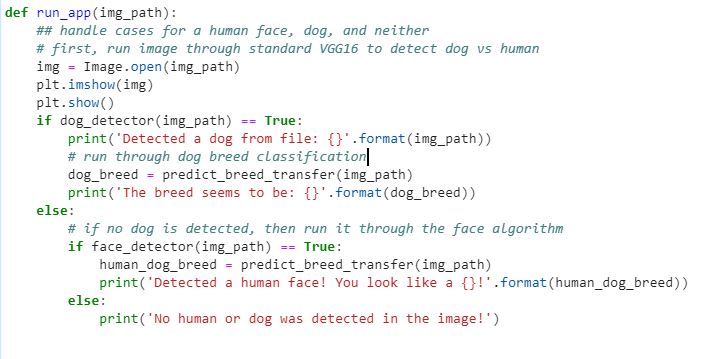 def run_app(img_path):
    ## handle cases for a human face, dog, and neither
    # first, run image through standard VGG16 to detect dog vs human
    img = Image.open(img_path)
    plt.imshow(img)
    plt.show()
    if dog_detector(img_path) == True:
        print('Detected a dog from file: {}'.format(img_path))
        # run through dog breed classification
        dog_breed = predict_breed_transfer(img_path)
        print('The breed seems to be: {}'.format(dog_breed))
    else:
        # if no dog is detected, then run it through the face algorithm
        if face_detector(img_path) == True:
            human_dog_breed = predict_breed_transfer(img_path)
            print('Detected a human face! You look like a {}!'.format(human_dog_breed))
        else:
            print('No human or dog was detected in the image!')